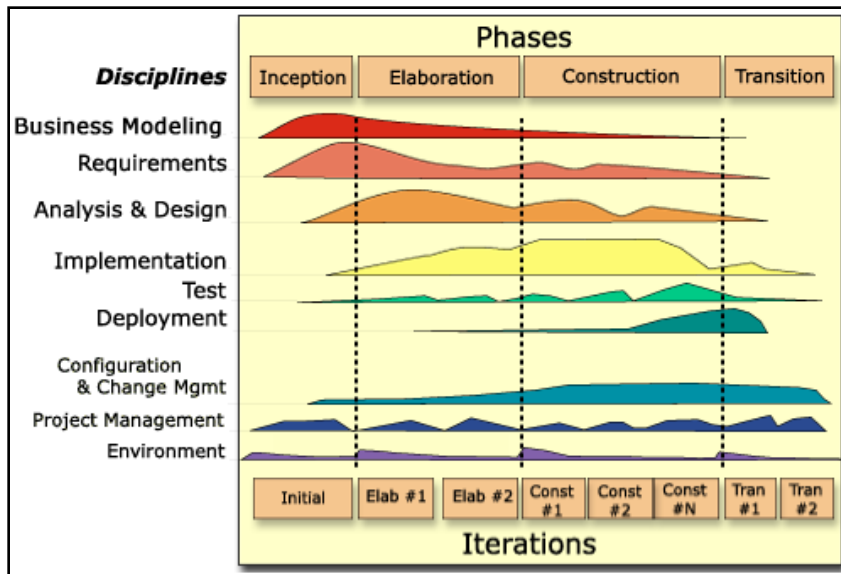 Phases
Disciplines
Inception
Elaboration
Construction
Transition
Business Modeling
Requirements
Analysis & Design
Implementation
Test
Deployment
Configuration
& Change Mgmt
Project Management
Environment
Initial
Elab #1
Elab #2
Const
#1
Const
#2
Const
#N
Tran
#1
Tran
#2
Iterations